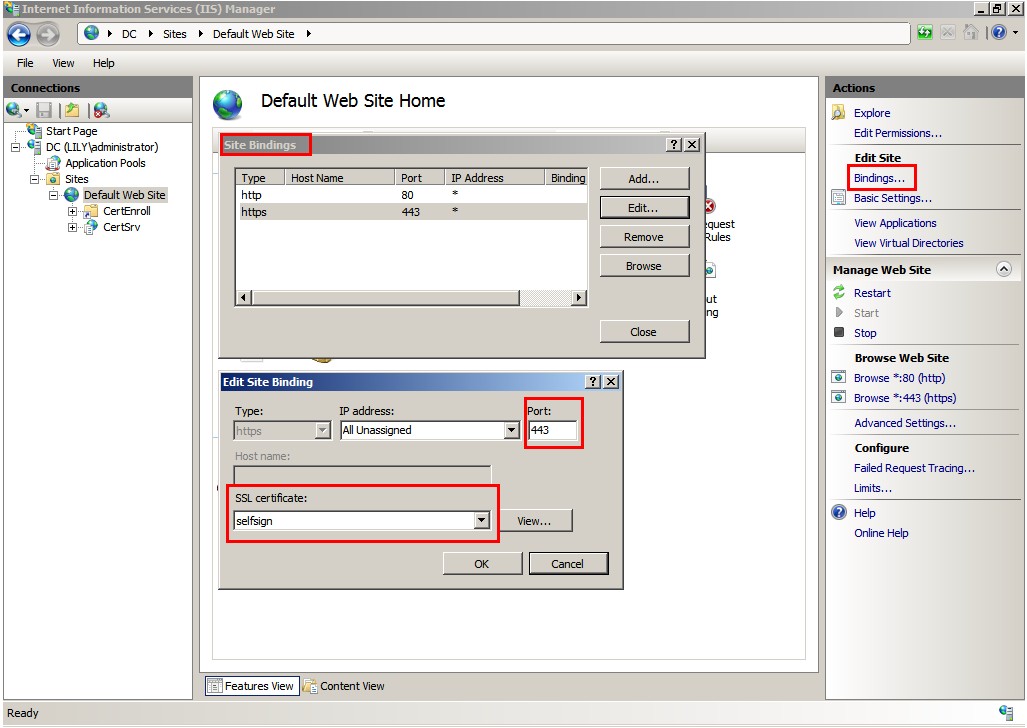 Internet Information Services (IIS) Manager
DC
Sites
Default Web Site
File View Help
Connections
Start Page
DC (LILY\administrator)
Application Pools
Sites
Default Web Site
CertEnroll
CertSrv
Default Web Site Home
Site Bindings
Type Host Name Port IP Address Binding
http 80 *
https 443 *
Add...
Edit...
Remove
Browse
Close
quest
Rules
ut
ng
Edit Site Binding
Type: IP address: Port:
https All Unassigned 443
Host name:
SSL certificate:
selfsign View...
OK Cancel
Features View Content View
Actions
Explore
Edit Permissions...
Edit Site
Bindings...
Basic Settings...
View Applications
View Virtual Directories
Manage Web Site
Restart
Start
Stop
Browse Web Site
Browse *:80 (http)
Browse *:443 (https)
Advanced Settings...
Configure
Failed Request Tracing...
Limits...
Help
Online Help
Ready